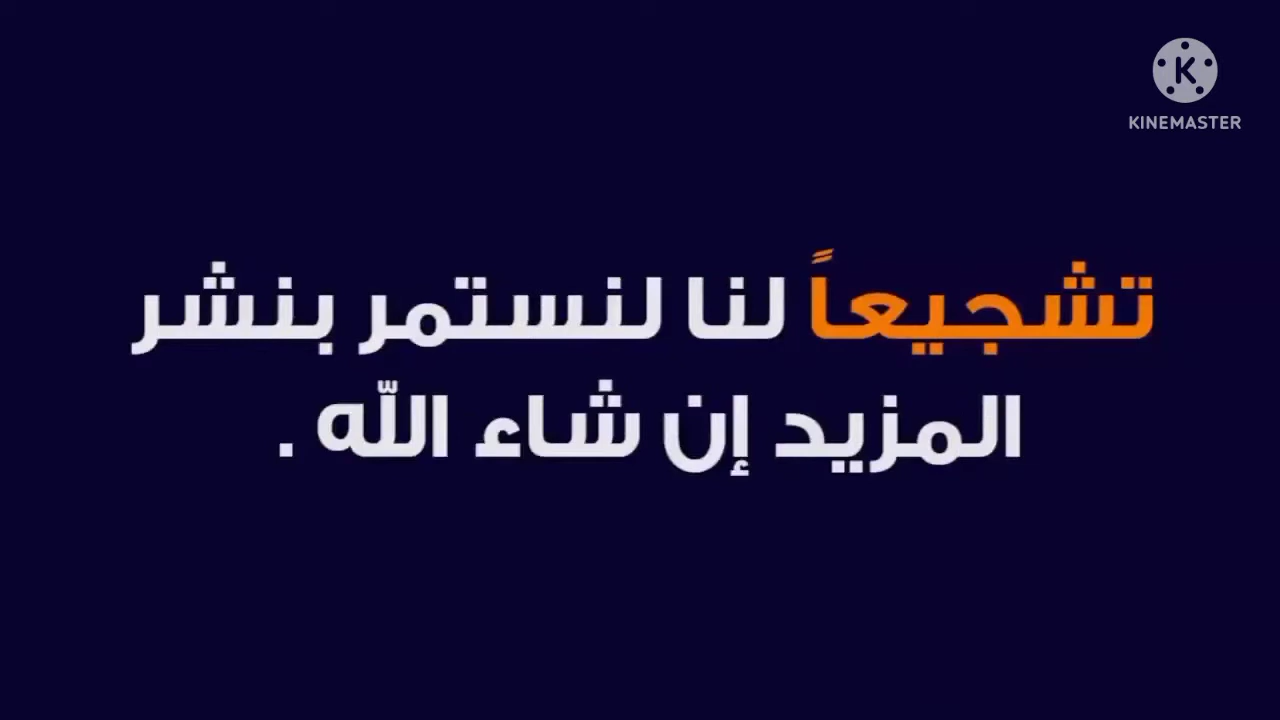 KINEMASTER
تشجيعاً لنا لنستمر بنشر
المزيد إن شاء الله .